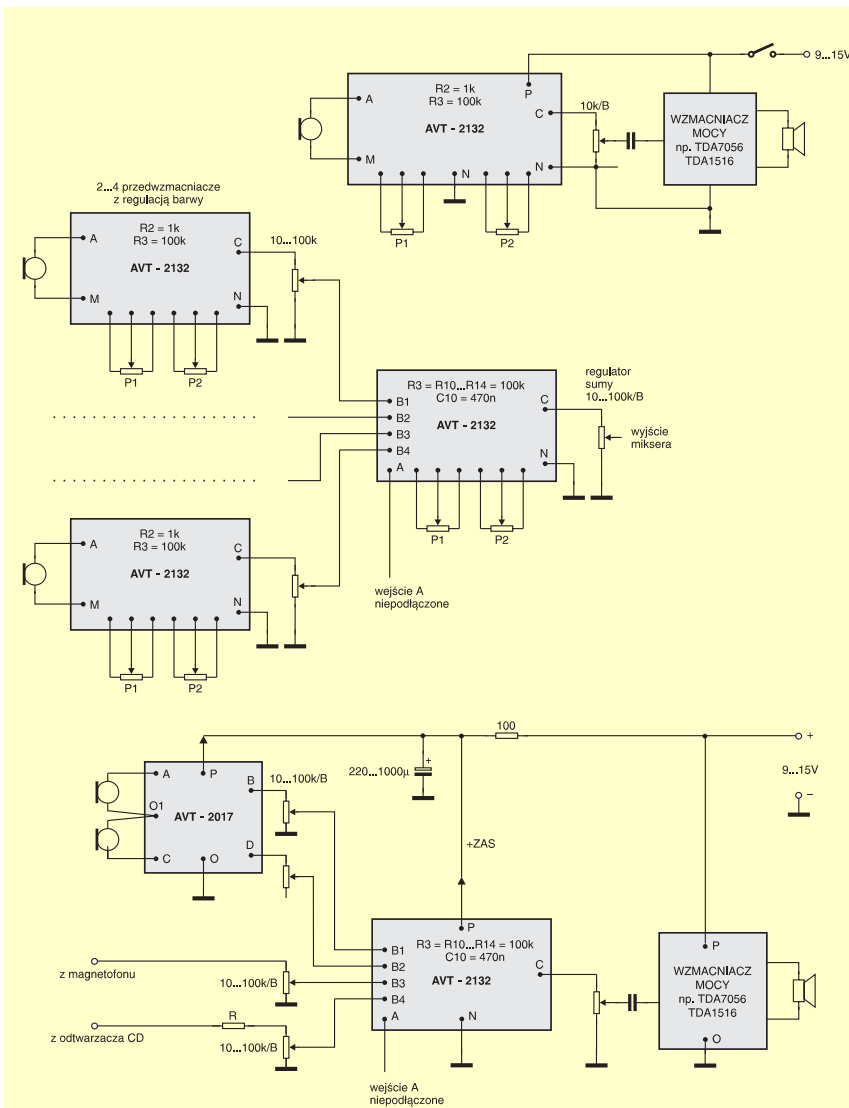 9...15V
R2 = 1k
R3 = 100k
AVT - 2132
A
M
P
C
N
N
P1
P2
10k/B
WZMACNIACZ
MOCY
np. TDA7056
TDA1516
2...4 przedwzmacniacze
z regulacją barwy
R2 = 1k
R3 = 100k
AVT - 2132
A
M
C
N
P1
P2
10...100k
R3 = R10...R14 = 100k
C10 = 470n
AVT - 2132
B1
B2
B3
B4
A
C
N
P1
P2
regulator
sumy
10...100k/B
wyjście
miksera
wejście A
niepodłączone
R2 = 1k
R3 = 100k
AVT - 2132
A
M
C
N
P1
P2
100
+
220...1000µ
+
9...15V
−
A
P
B
O1
AVT - 2017
C
O
D
10...100k/B
+ZAS
P
R3 = R10...R14 = 100k
C10 = 470n
AVT - 2132
B1
B2
B3
B4
A
C
N
z magnetofonu
10...100k/B
R
z odtwarzacza CD
10...100k/B
wejście A
niepodłączone
P
WZMACNIACZ
MOCY
np. TDA7056
TDA1516
O